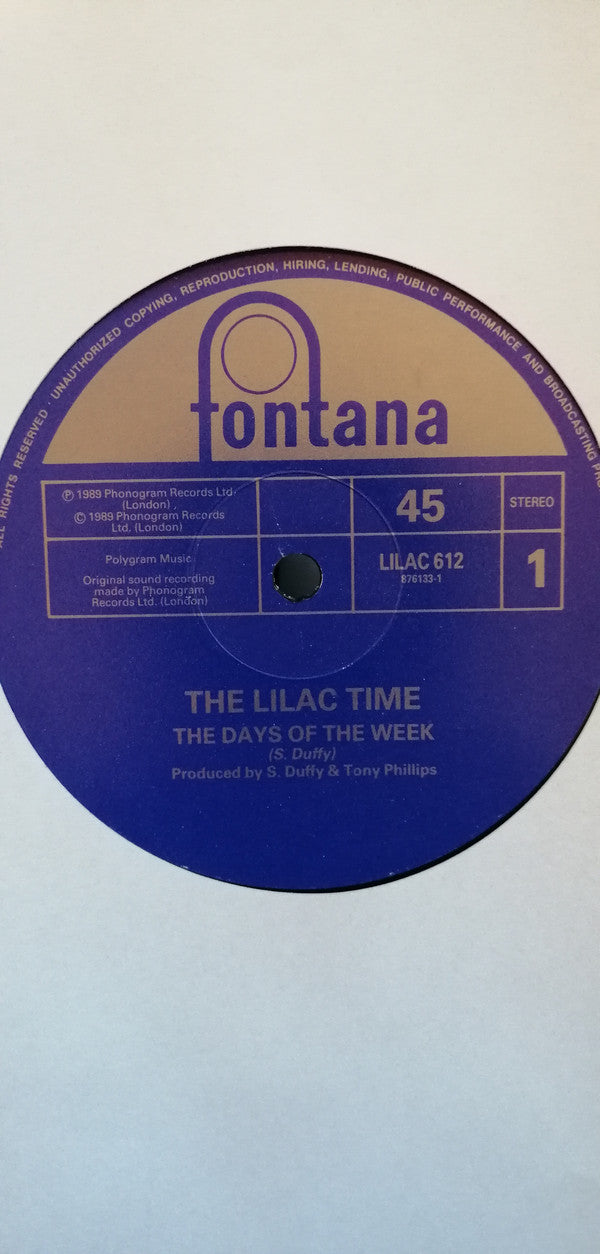 ALL RIGHTS RESERVED · UNAUTHORIZED COPYING, REPRODUCTION, HIRING, LENDING, PUBLIC PERFORMANCE AND BROADCASTING
fontana
℗ 1989 Phonogram Records Ltd.
(London)
© 1989 Phonogram Records
Ltd. (London)
45
STEREO
Polygram Music
Original sound recording
made by Phonogram
Records Ltd. (London)
LILAC 612
876133-1
1
THE LILAC TIME
THE DAYS OF THE WEEK
(S. Duffy)
Produced by S. Duffy & Tony Phillips